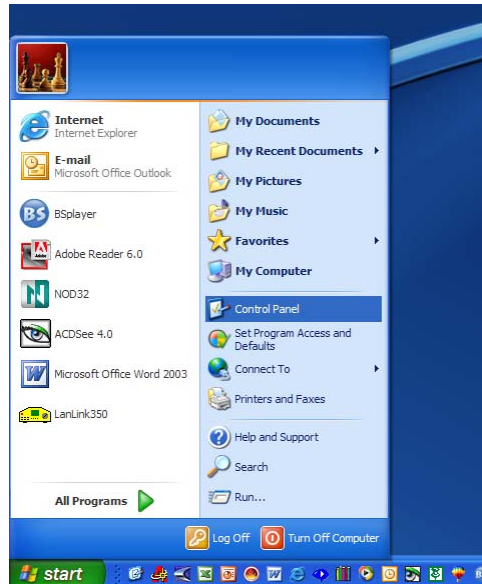 Internet
Internet Explorer
E-mail
Microsoft Office Outlook
BSplayer
Adobe Reader 6.0
NOD32
ACDSee 4.0
Microsoft Office Word 2003
LanLink350
All Programs
My Documents
My Recent Documents
My Pictures
My Music
Favorites
My Computer
Control Panel
Set Program Access and
Defaults
Connect To
Printers and Faxes
Help and Support
Search
Run...
Log Off
Turn Off Computer
start